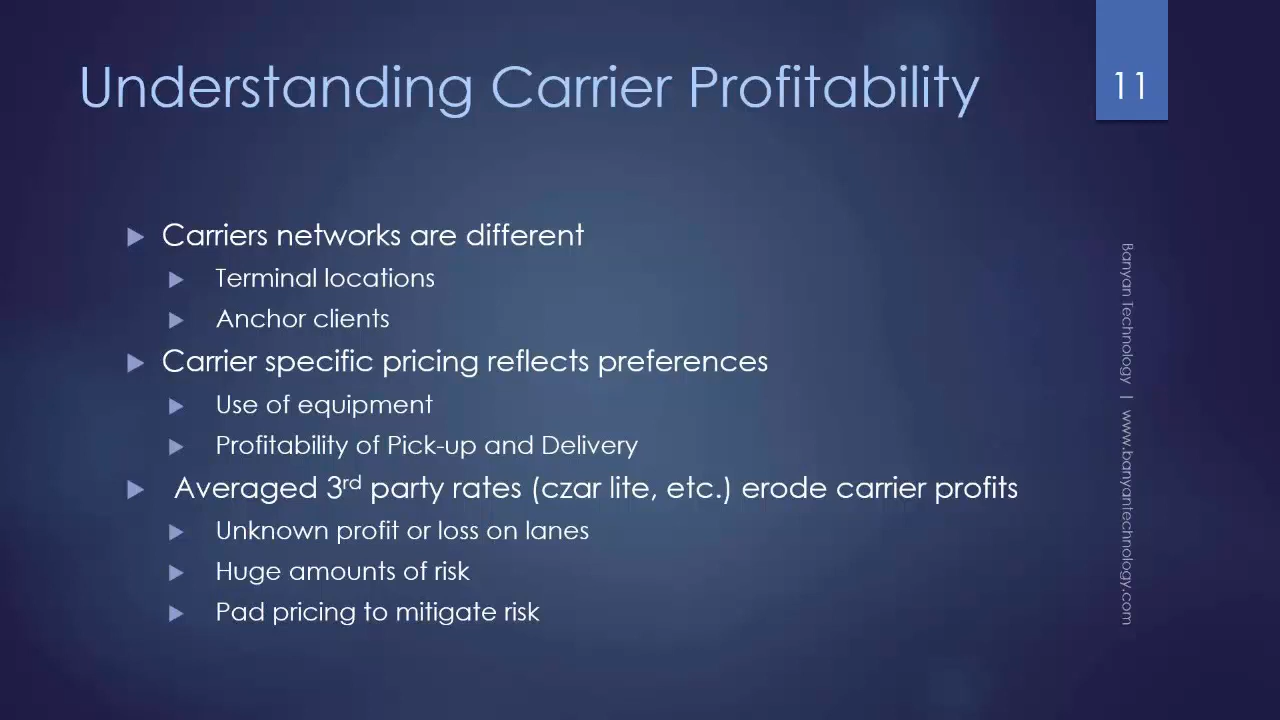 Understanding Carrier Profitability
11
Carriers networks are different
Terminal locations
Anchor clients
Carrier specific pricing reflects preferences
Use of equipment
Profitability of Pick-up and Delivery
Averaged 3rd party rates (czar lite, etc.) erode carrier profits
Unknown profit or loss on lanes
Huge amounts of risk
Pad pricing to mitigate risk
Banyan Technology | www.banyantechnology.com